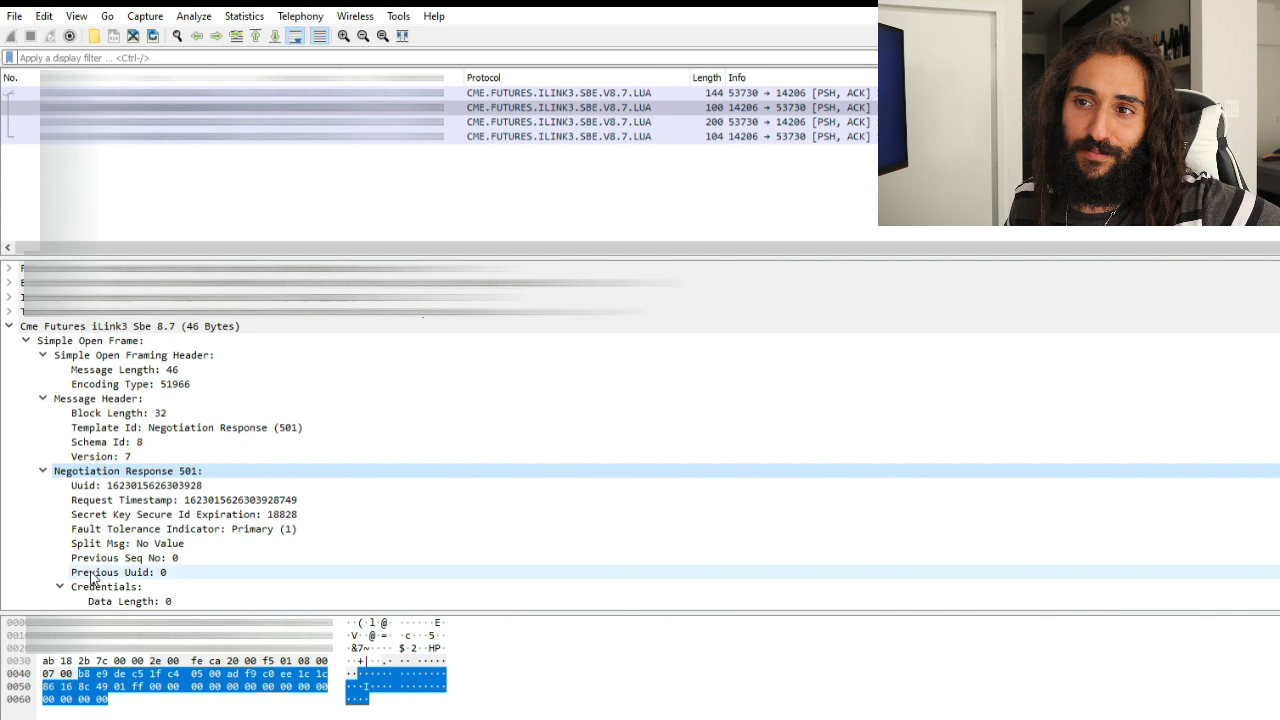 File Edit View Go Capture Analyze Statistics Telephony Wireless Tools Help
Apply a display filter ... <Ctrl-/>
No. Protocol Length Info
CME.FUTURES.ILINK3.SBE.V8.7.LUA 144 53730 → 14206 [PSH, ACK]
CME.FUTURES.ILINK3.SBE.V8.7.LUA 100 14206 → 53730 [PSH, ACK]
CME.FUTURES.ILINK3.SBE.V8.7.LUA 200 53730 → 14206 [PSH, ACK]
CME.FUTURES.ILINK3.SBE.V8.7.LUA 104 14206 → 53730 [PSH, ACK]
Cme Futures iLink3 Sbe 8.7 (46 Bytes)
Simple Open Frame:
Simple Open Framing Header:
Message Length: 46
Encoding Type: 51966
Message Header:
Block Length: 32
Template Id: Negotiation Response (501)
Schema Id: 8
Version: 7
Negotiation Response 501:
Uuid: 1623015626303928
Request Timestamp: 1623015626303928749
Secret Key Secure Id Expiration: 18828
Fault Tolerance Indicator: Primary (1)
Split Msg: No Value
Previous Seq No: 0
Previous Uuid: 0
Credentials:
Data Length: 0
0030 ab 18 2b 7c 00 00 2e 00 fe ca 20 00 f5 01 08 00
0040 07 00 b8 e9 de c5 1f c4 05 00 ad f9 c0 ee 1c 1c
0050 86 16 8c 49 01 ff 00 00 00 00 00 00 00 00 00 00
0060 00 00 00 00